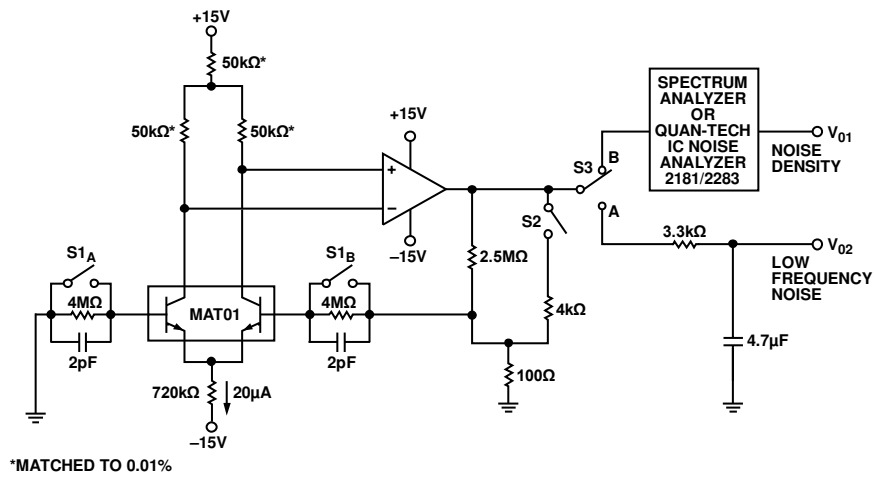 +15V
50kΩ*
50kΩ*
50kΩ*
+15V
+
−
−15V
SPECTRUM
ANALYZER
OR
QUAN-TECH
IC NOISE
ANALYZER
2181/2283
V01
NOISE
DENSITY
S3
B
A
S2
2.5MΩ
4kΩ
100Ω
3.3kΩ
V02
LOW
FREQUENCY
NOISE
4.7µF
S1A
4MΩ
2pF
MAT01
S1B
4MΩ
2pF
720kΩ
20µA
–15V
*MATCHED TO 0.01%